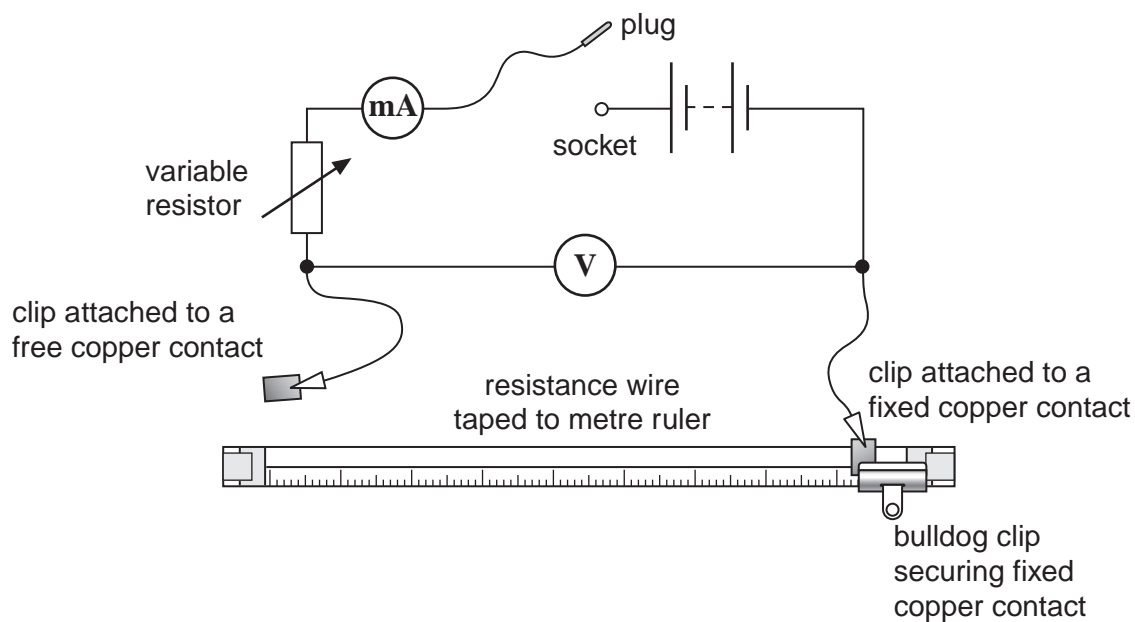 plug
mA
socket
variable
resistor
V
clip attached to a
free copper contact
resistance wire
taped to metre ruler
clip attached to a
fixed copper contact
bulldog clip
securing fixed
copper contact